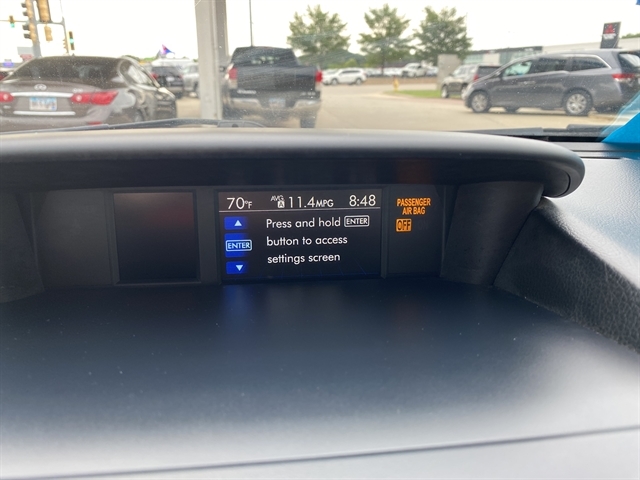 70°F AVG A 11.4MPG 8:48
Press and hold ENTER
ENTER button to access
settings screen
PASSENGER
AIR BAG
OFF